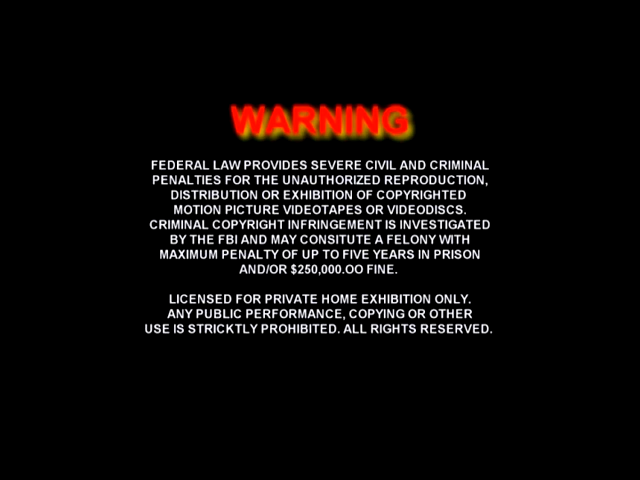 WARNING
FEDERAL LAW PROVIDES SEVERE CIVIL AND CRIMINAL
PENALTIES FOR THE UNAUTHORIZED REPRODUCTION,
DISTRIBUTION OR EXHIBITION OF COPYRIGHTED
MOTION PICTURE VIDEOTAPES OR VIDEODISCS.
CRIMINAL COPYRIGHT INFRINGEMENT IS INVESTIGATED
BY THE FBI AND MAY CONSITUTE A FELONY WITH
MAXIMUM PENALTY OF UP TO FIVE YEARS IN PRISON
AND/OR $250,000.OO FINE.
LICENSED FOR PRIVATE HOME EXHIBITION ONLY.
ANY PUBLIC PERFORMANCE, COPYING OR OTHER
USE IS STRICKTLY PROHIBITED. ALL RIGHTS RESERVED.